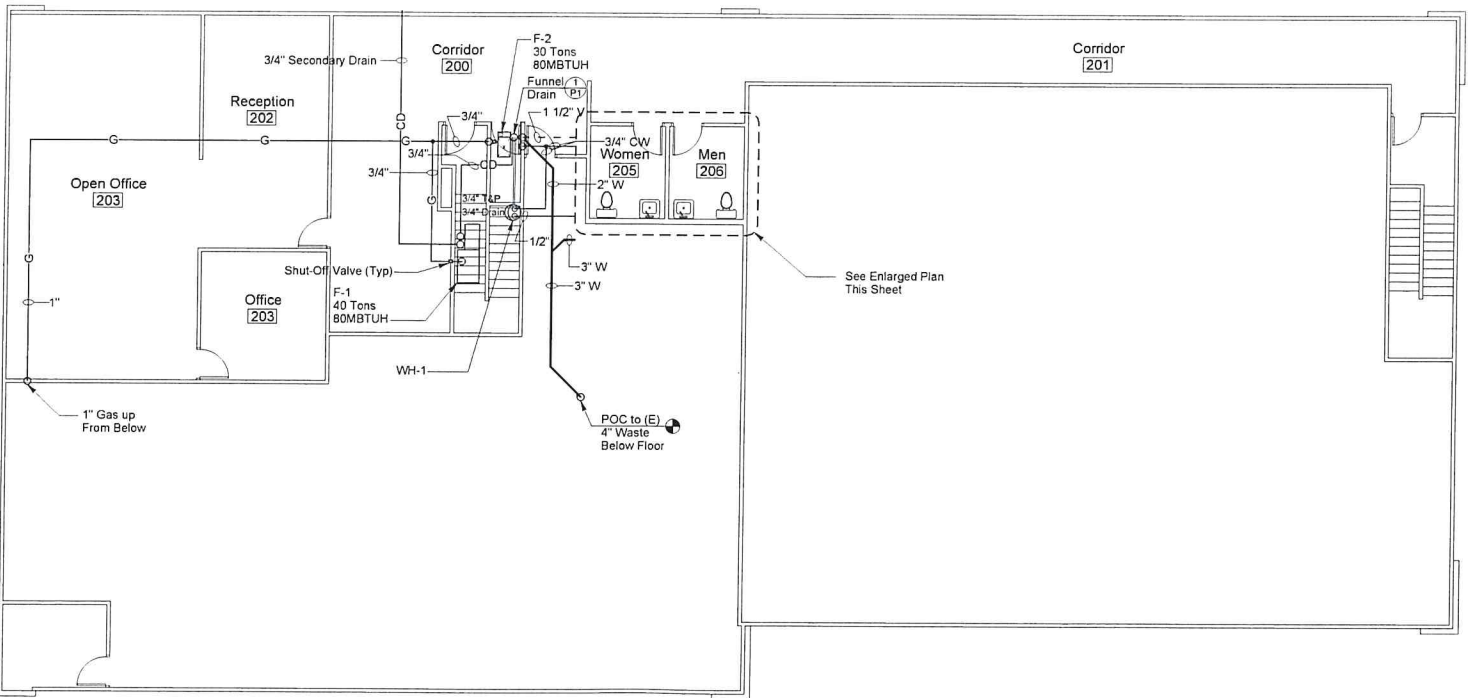 Corridor
200
F-2
30 Tons
80MBTUH
Corridor
201
3/4" Secondary Drain
Funnel
Drain
1
P1
Reception
202
3/4"
1 1/2" V
CD
G
G
G
3/4" CW
3/4"
Women
205
Men
206
3/4"
2" W
Open Office
203
3/4" T&P
G
3/4" Drain
1/2"
G
3" W
Shut-Off Valve (Typ)
See Enlarged Plan
This Sheet
3" W
F-1
40 Tons
80MBTUH
1"
Office
203
WH-1
1" Gas up
From Below
POC to (E)
4" Waste
Below Floor